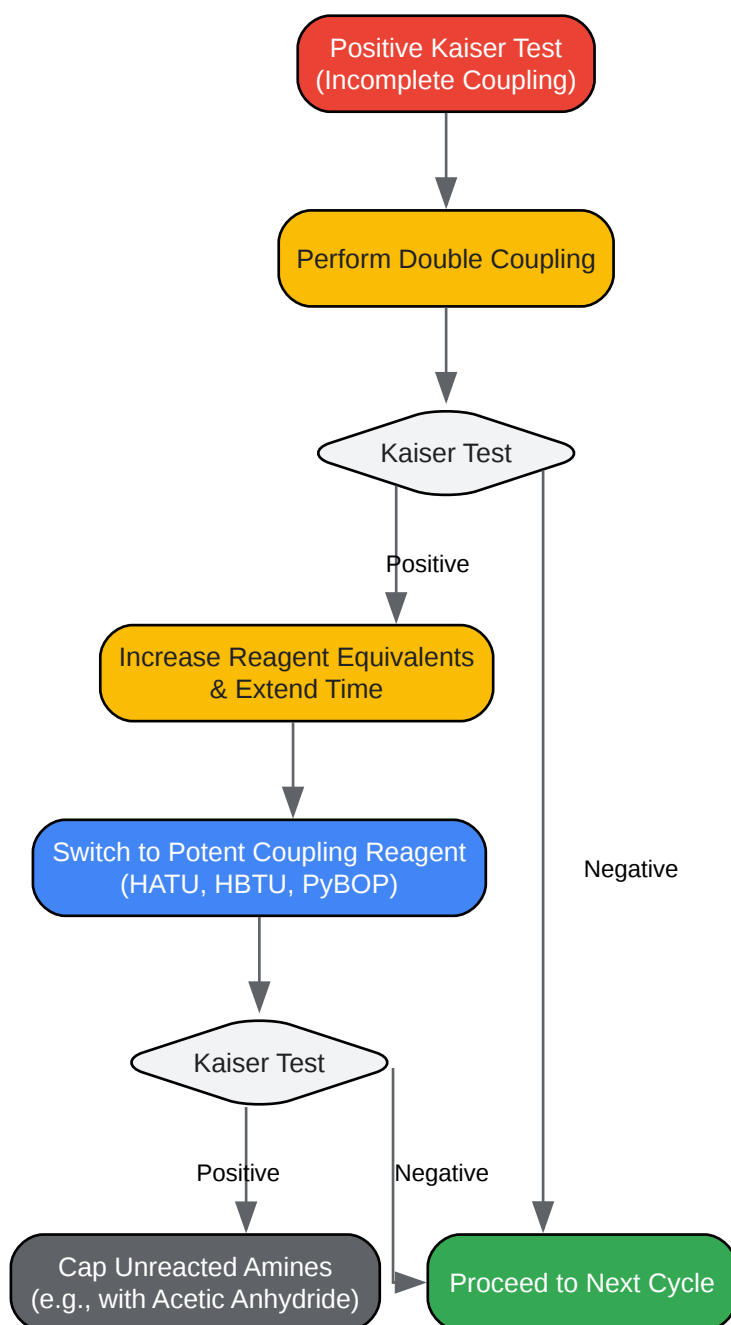 Positive Kaiser Test
(Incomplete Coupling)
Perform Double Coupling
Kaiser Test
Positive
Increase Reagent Equivalents
& Extend Time
Switch to Potent Coupling Reagent
(HATU, HBTU, PyBOP)
Negative
Kaiser Test
Positive
Negative
Cap Unreacted Amines
(e.g., with Acetic Anhydride)
Proceed to Next Cycle